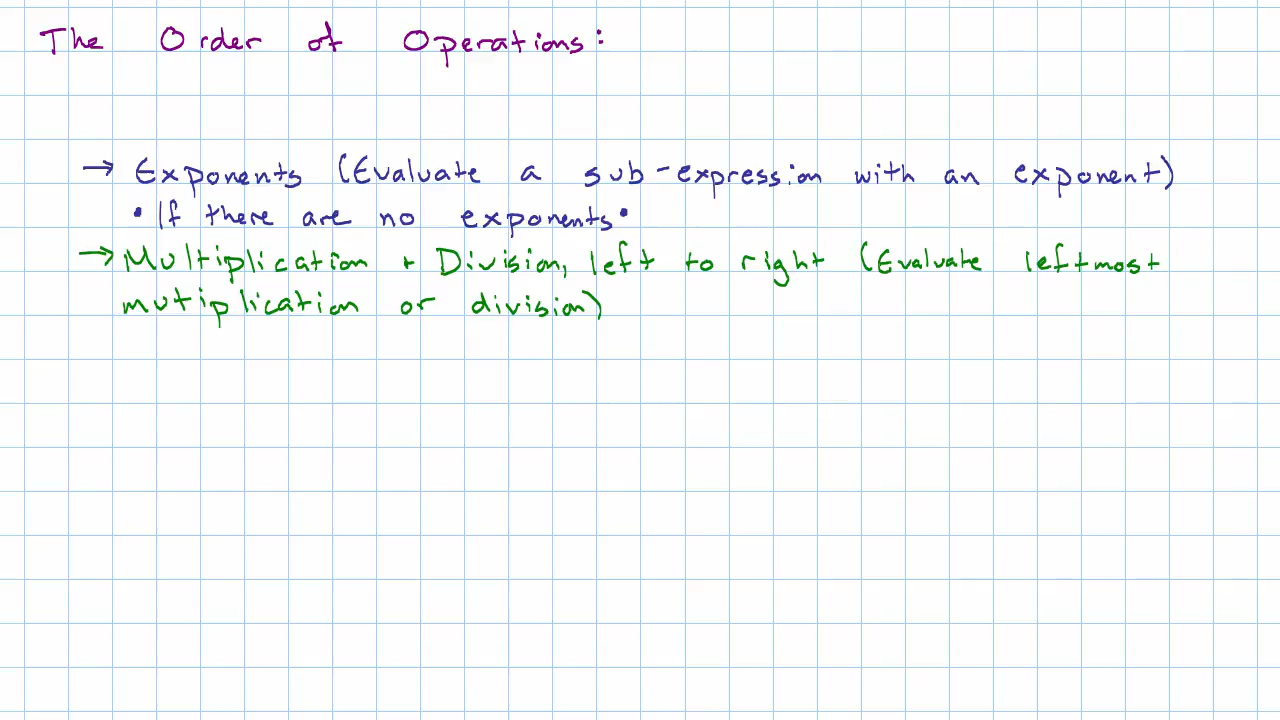 The Order of Operations:
→ Exponents (Evaluate a sub-expression with an exponent)
• If there are no exponents •
→ Multiplication + Division, left to right (Evaluate leftmost
mutiplication or division)